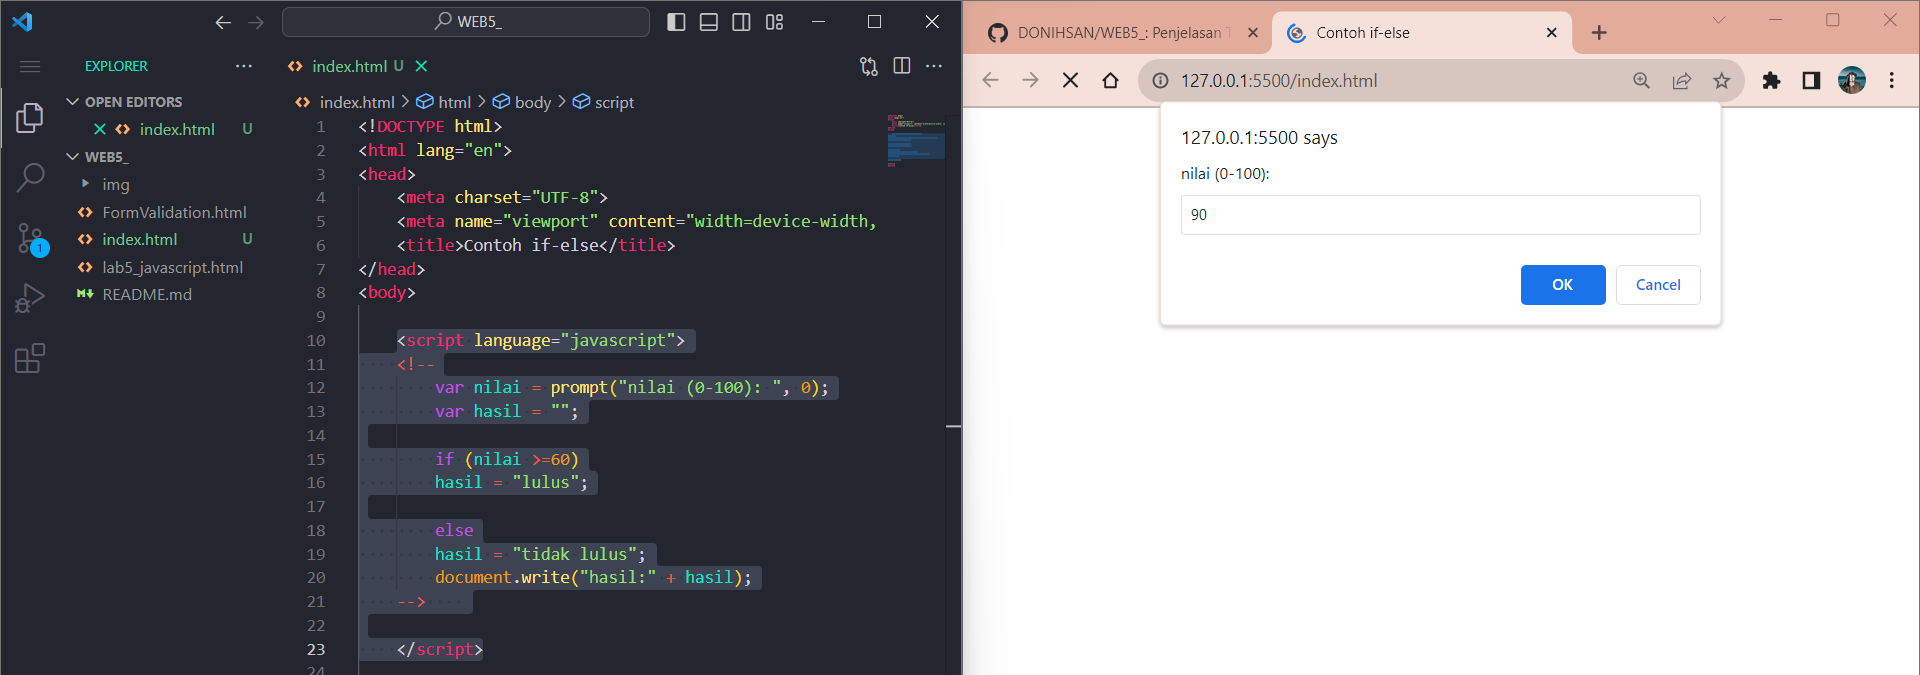 WEB5_
EXPLORER
OPEN EDITORS
index.html U
WEB5_
img
FormValidation.html
index.html U
lab5_javascript.html
README.md
1
index.html U
index.html > html > body > script
1 <!DOCTYPE html>
2 <html lang="en">
3 <head>
4 <meta charset="UTF-8">
5 <meta name="viewport" content="width=device-width,
6 <title>Contoh if-else</title>
7 </head>
8 <body>
9
10 <script language="javascript">
11 <!--
12 var nilai = prompt("nilai (0-100): ", 0);
13 var hasil = "";
14
15 if (nilai >=60)
16 hasil = "lulus";
17
18 else
19 hasil = "tidak lulus";
20 document.write("hasil:" + hasil);
21 -->
22
23 </script>
24
DONIHSAN/WEB5_: Penjelasan
Contoh if-else
127.0.0.1:5500/index.html
127.0.0.1:5500 says
nilai (0-100):
90
OK
Cancel